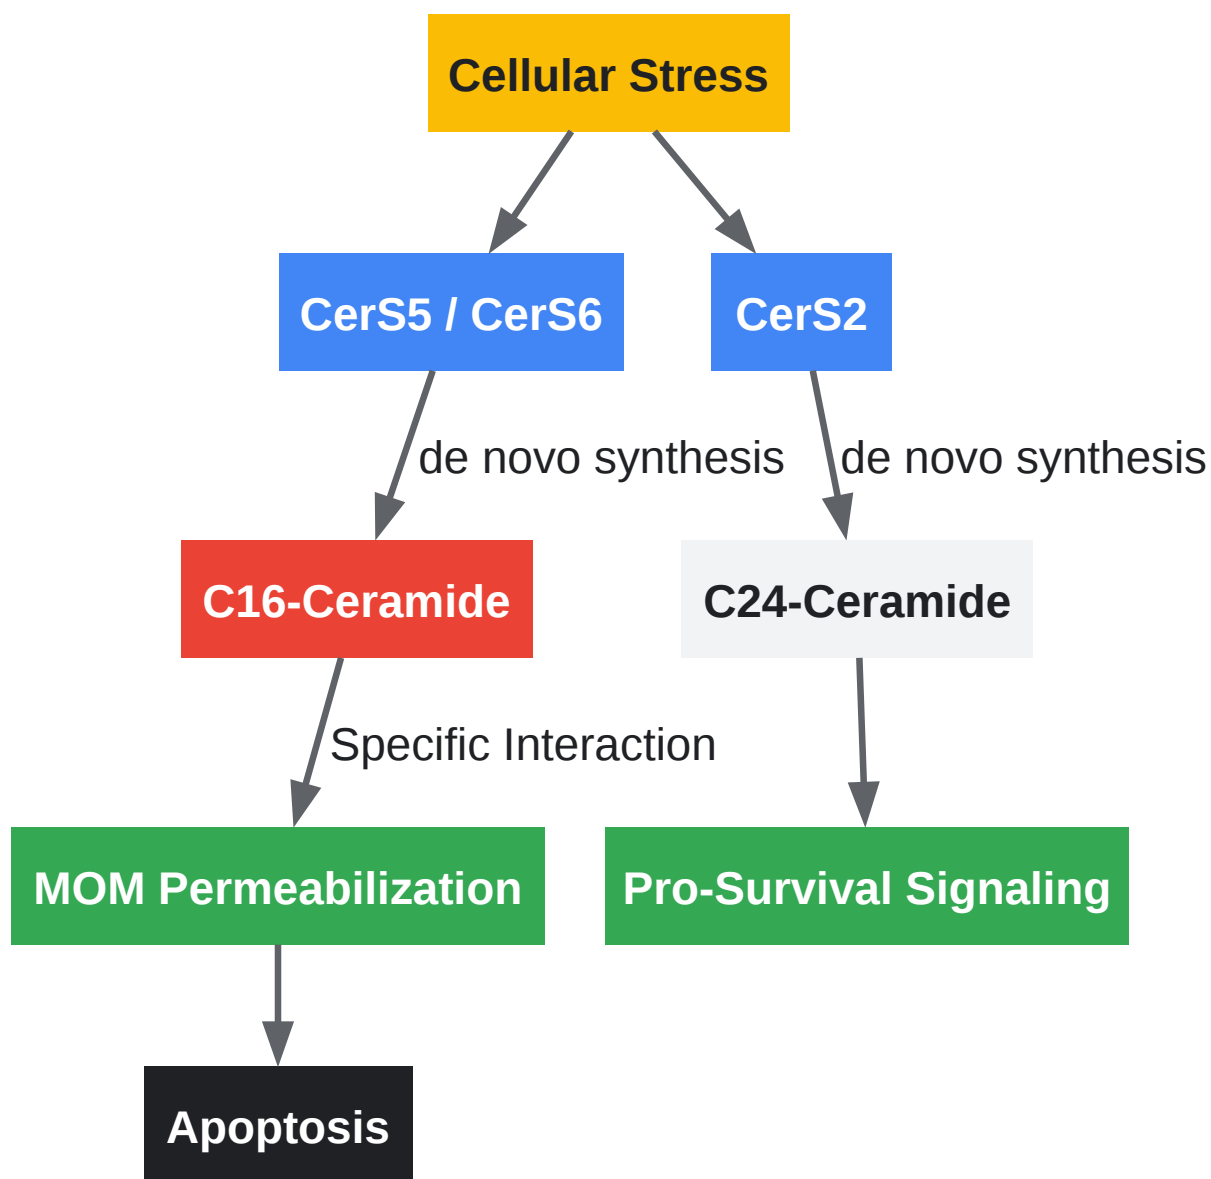 Cellular Stress
CerS5 / CerS6
CerS2
de novo synthesis
de novo synthesis
C16-Ceramide
C24-Ceramide
Specific Interaction
MOM Permeabilization
Pro-Survival Signaling
Apoptosis